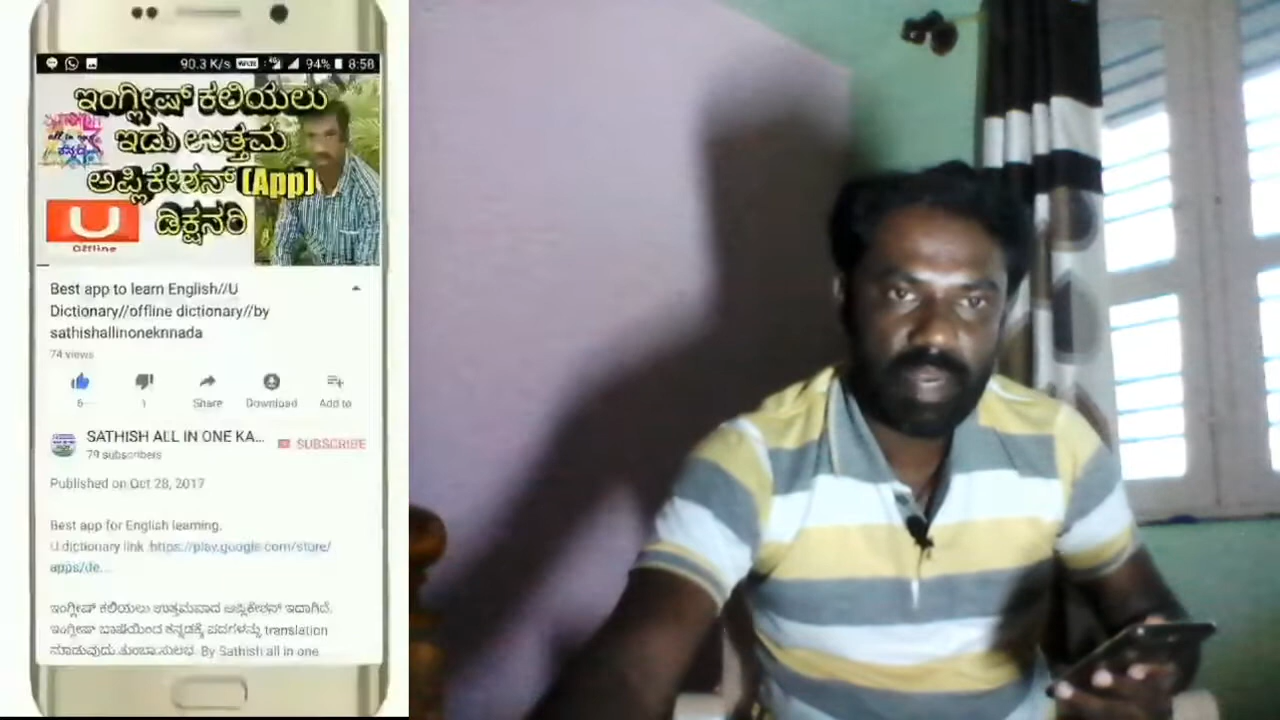 90.3 K/s 94% 8:58
ಇಂಗ್ಲೀಷ್ ಕಲಿಯಲು
ಇದು ಉತ್ತಮ
ಅಪ್ಲಿಕೇಶನ್ (App)
ಡಿಕ್ಷನರಿ
U
Offline
Best app to learn English//U
Dictionary//offline dictionary//by
sathishallinoneknnada
74 views
6 1 Share Download Add to
SATHISH ALL IN ONE KA... SUBSCRIBE
79 subscribers
Published on Oct 28, 2017
Best app for English learning.
U dictionary link https://play.google.com/store/
apps/de...
ಇಂಗ್ಲೀಷ್ ಕಲಿಯಲು ಉತ್ತಮವಾದ ಅಪ್ಲಿಕೇಶನ್ ಇದಾಗಿದೆ.
ಇಂಗ್ಲೀಷ್ ಭಾಷೆಯಿಂದ ಕನ್ನಡಕ್ಕೆ ಪದಗಳನ್ನು translation
ಮಾಡುವುದು ತುಂಬಾ ಸುಲಭ. By Sathish all in one